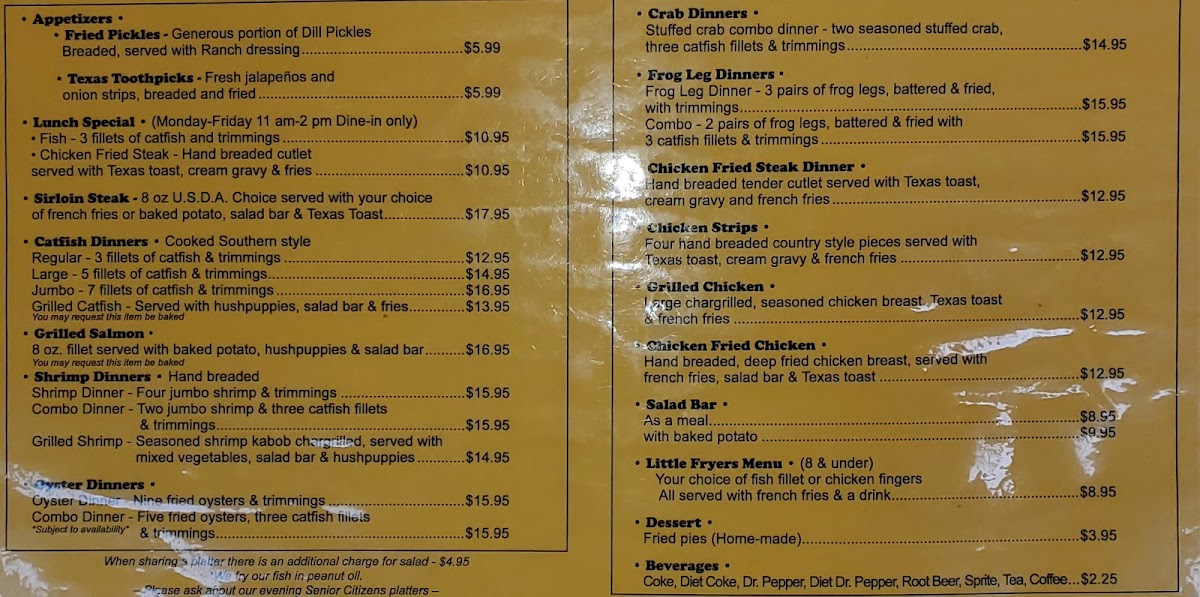 • Appetizers •
• Fried Pickles - Generous portion of Dill Pickles
Breaded, served with Ranch dressing..............................$5.99
• Texas Toothpicks - Fresh jalapeños and
onion strips, breaded and fried.......................................$5.99
• Lunch Special • (Monday-Friday 11 am-2 pm Dine-in only)
• Fish - 3 fillets of catfish and trimmings..............................$10.95
• Chicken Fried Steak - Hand breaded cutlet
served with Texas toast, cream gravy & fries......................$10.95
• Sirloin Steak - 8 oz U.S.D.A. Choice served with your choice
of french fries or baked potato, salad bar & Texas Toast..............$17.95
• Catfish Dinners • Cooked Southern style
Regular - 3 fillets of catfish & trimmings..............................$12.95
Large - 5 fillets of catfish & trimmings..............................$14.95
Jumbo - 7 fillets of catfish & trimmings..............................$16.95
Grilled Catfish - Served with hushpuppies, salad bar & fries..............$13.95
You may request this item be baked
• Grilled Salmon •
8 oz. fillet served with baked potato, hushpuppies & salad bar..........$16.95
You may request this item be baked
• Shrimp Dinners • Hand breaded
Shrimp Dinner - Four jumbo shrimp & trimmings......................$15.95
Combo Dinner - Two jumbo shrimp & three catfish fillets
& trimmings..............................$15.95
Grilled Shrimp - Seasoned shrimp kabob chargrilled, served with
mixed vegetables, salad bar & hushpuppies............$14.95
• Oyster Dinners •
Oyster Dinner - Nine fried oysters & trimmings......................$15.95
Combo Dinner - Five fried oysters, three catfish fillets
*Subject to availability* & trimmings..............................$15.95
When sharing a platter there is an additional charge for salad - $4.95
We fry our fish in peanut oil.
– Please ask about our evening Senior Citizens platters –
• Crab Dinners •
Stuffed crab combo dinner - two seasoned stuffed crab,
three catfish fillets & trimmings..............................$14.95
• Frog Leg Dinners •
Frog Leg Dinner - 3 pairs of frog legs, battered & fried,
with trimmings..............................$15.95
Combo - 2 pairs of frog legs, battered & fried with
3 catfish fillets & trimmings..............................$15.95
• Chicken Fried Steak Dinner •
Hand breaded tender cutlet served with Texas toast,
cream gravy and french fries..............................$12.95
• Chicken Strips •
Four hand breaded country style pieces served with
Texas toast, cream gravy & french fries......................$12.95
• Grilled Chicken •
Large chargrilled, seasoned chicken breast, Texas toast
& french fries..............................$12.95
• Chicken Fried Chicken •
Hand breaded, deep fried chicken breast, served with
french fries, salad bar & Texas toast......................$12.95
• Salad Bar •
As a meal..............................$8.95
with baked potato..............................$9.95
• Little Fryers Menu • (8 & under)
Your choice of fish fillet or chicken fingers
All served with french fries & a drink......................$8.95
• Dessert •
Fried pies (Home-made)..............................$3.95
• Beverages •
Coke, Diet Coke, Dr. Pepper, Diet Dr. Pepper, Root Beer, Sprite, Tea, Coffee...$2.25